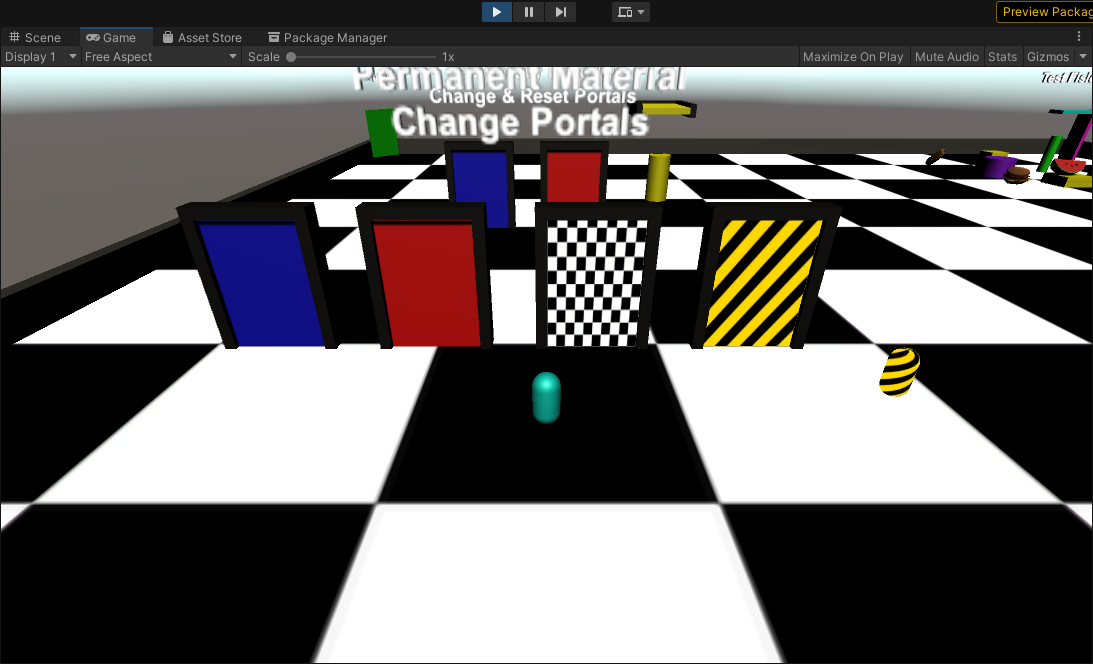 Preview Packag
Scene
Game
Asset Store
Package Manager
Display 1
Free Aspect
Scale
1x
Maximize On Play
Mute Audio
Stats
Gizmos
Permanent Material
Change & Reset Portals
Change Portals
Test